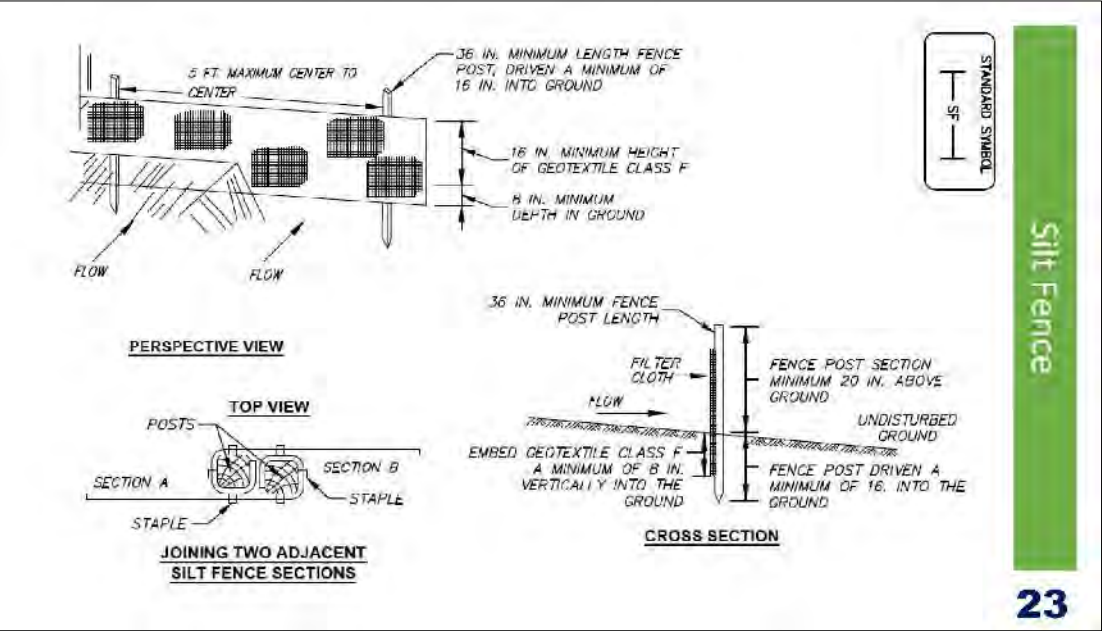 36 IN. MINIMUM LENGTH FENCE
POST, DRIVEN A MINIMUM OF
16 IN. INTO GROUND
5 FT. MAXIMUM CENTER TO
CENTER
16 IN. MINIMUM HEIGHT
OF GEOTEXTILE CLASS F
8 IN. MINIMUM
DEPTH IN GROUND
FLOW
FLOW
PERSPECTIVE VIEW
STANDARD SYMBOL
SF
Silt Fence
36 IN. MINIMUM FENCE
POST LENGTH
FILTER
CLOTH
FLOW
FENCE POST SECTION
MINIMUM 20 IN. ABOVE
GROUND
UNDISTURBED
GROUND
EMBED GEOTEXTILE CLASS F
A MINIMUM OF 8 IN.
VERTICALLY INTO THE
GROUND
FENCE POST DRIVEN A
MINIMUM OF 16. INTO THE
GROUND
CROSS SECTION
TOP VIEW
POSTS
SECTION A
SECTION B
STAPLE
STAPLE
JOINING TWO ADJACENT
SILT FENCE SECTIONS
23